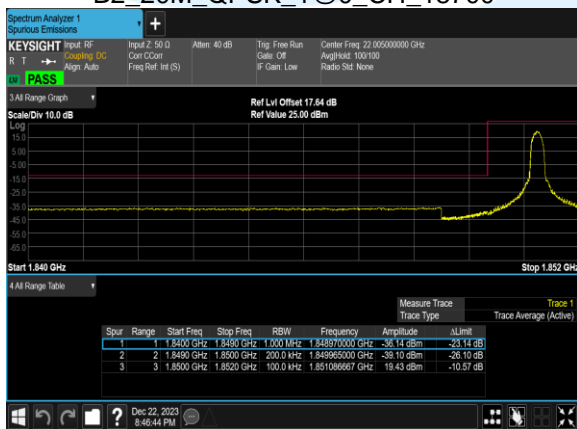 Spectrum Analyzer 1
Spurious Emissions
+
KEYSIGHT Input: RF Input Z: 50 Ω Atten: 40 dB Trig: Free Run Center Freq: 22.005000000 GHz
R T Coupling: DC Corr CCorr Gate: Off Avg|Hold: 100/100
Align: Auto Freq Ref: Int (S) IF Gain: Low Radio Std: None
PASS
3 All Range Graph
Ref Lvl Offset 17.64 dB
Scale/Div 10.0 dB Ref Value 25.00 dBm
Log
15.0
5.00
-5.00
-15.0
-25.0
-35.0
-45.0
-55.0
-65.0
Start 1.840 GHz Stop 1.852 GHz
4 All Range Table
Measure Trace Trace 1
Trace Type Trace Average (Active)
Spur Range Start Freq Stop Freq RBW Frequency Amplitude ΔLimit
1 1 1.8400 GHz 1.8490 GHz 1.000 MHz 1.848970000 GHz -36.14 dBm -23.14 dB
2 2 1.8490 GHz 1.8500 GHz 200.0 kHz 1.849965000 GHz -39.10 dBm -26.10 dB
3 3 1.8500 GHz 1.8520 GHz 100.0 kHz 1.851086667 GHz 19.43 dBm -10.57 dB
? Dec 22, 2023
8:46:44 PM